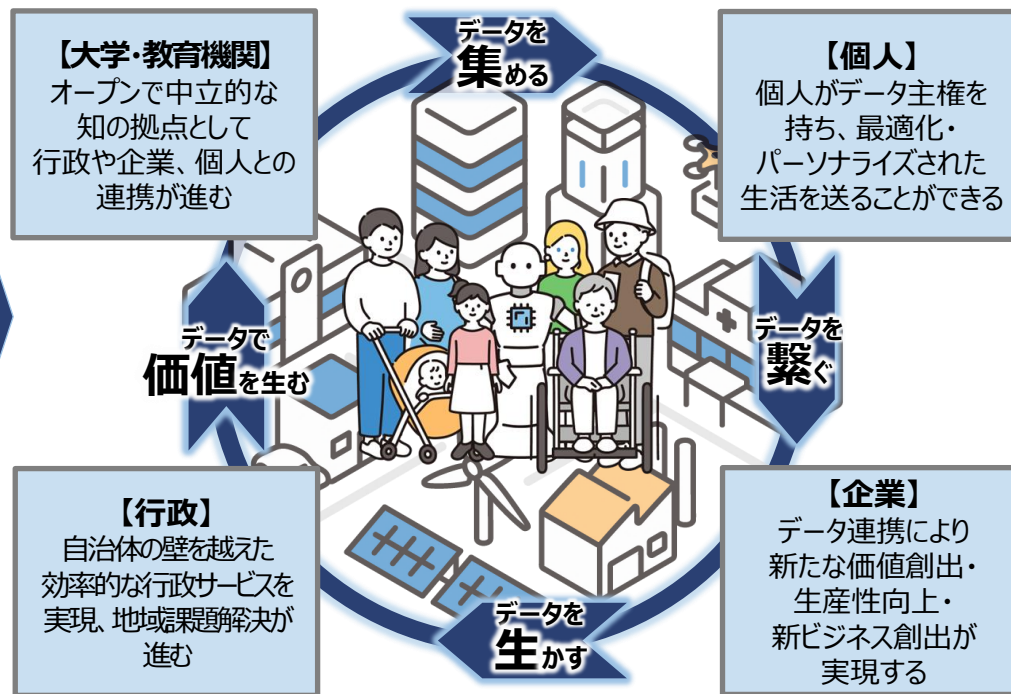 データを
集める
【大学・教育機関】
オープンで中立的な
知の拠点として
行政や企業、個人との
連携が進む
【個人】
個人がデータ主権を
持ち、最適化・
パーソナライズされた
生活を送ることができる
データで
価値を生む
データを
繋ぐ
【行政】
自治体の壁を越えた
効率的な行政サービスを
実現、地域課題解決が
進む
【企業】
データ連携により
新たな価値創出・
生産性向上・
新ビジネス創出が
実現する
データを
生かす